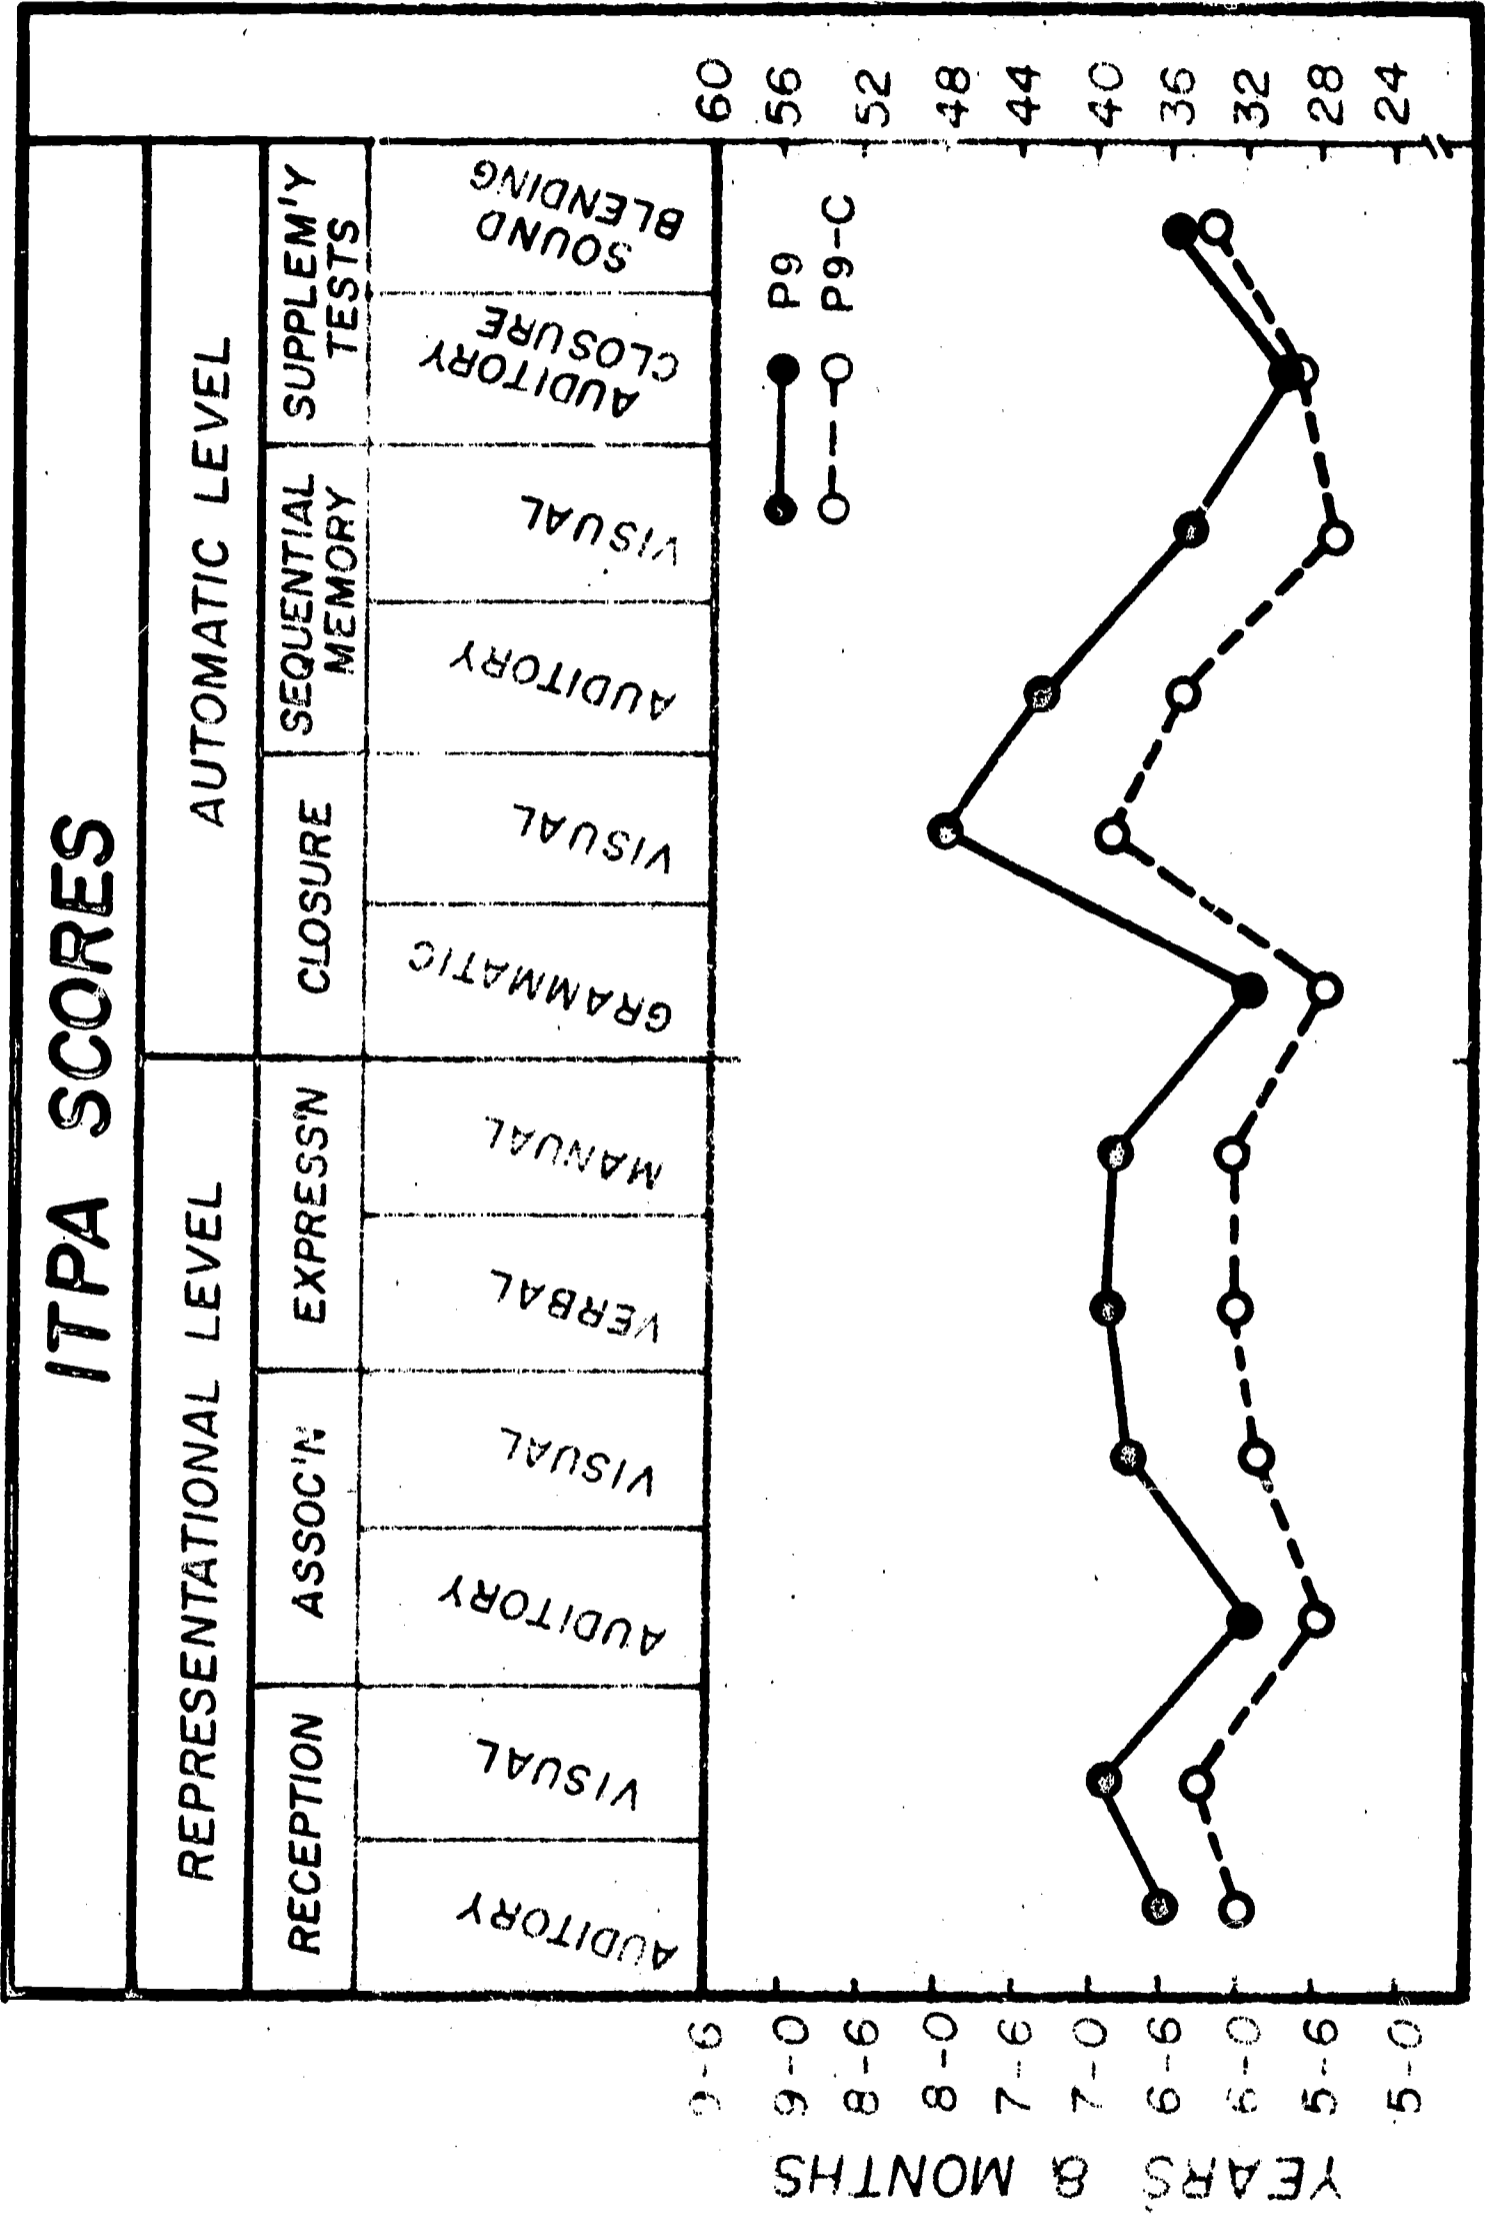 ITPA SCORES
REPRESENTATIONAL LEVEL
AUTOMATIC LEVEL
RECEPTION
ASSOC'N
EXPRESS'N
CLOSURE
SEQUENTIAL
MEMORY
SUPPLEM'Y
TESTS
AUDITORY
VISUAL
AUDITORY
VISUAL
VERBAL
MANUAL
GRAMMATIC
VISUAL
AUDITORY
VISUAL
AUDITORY
CLOSURE
SOUND
BLENDING
YEARS & MONTHS
9-6
9-0
8-6
8-0
7-6
7-0
6-6
6-0
5-6
5-0
P9
P9-C
60
56
52
48
44
40
36
32
28
24